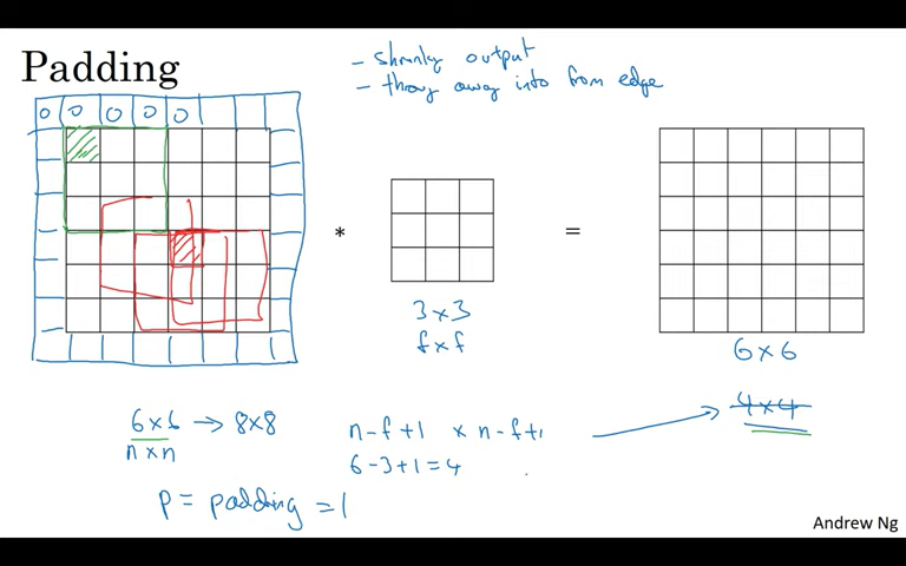 Padding
- shrinky output
- throw away info from edge
0 0 0 0 0
*
=
3 x 3
f x f
6 x 6
4 x 4
6 x 6 → 8 x 8
n x n
n - f + 1 x n - f + 1
6 - 3 + 1 = 4
p = padding = 1
Andrew Ng